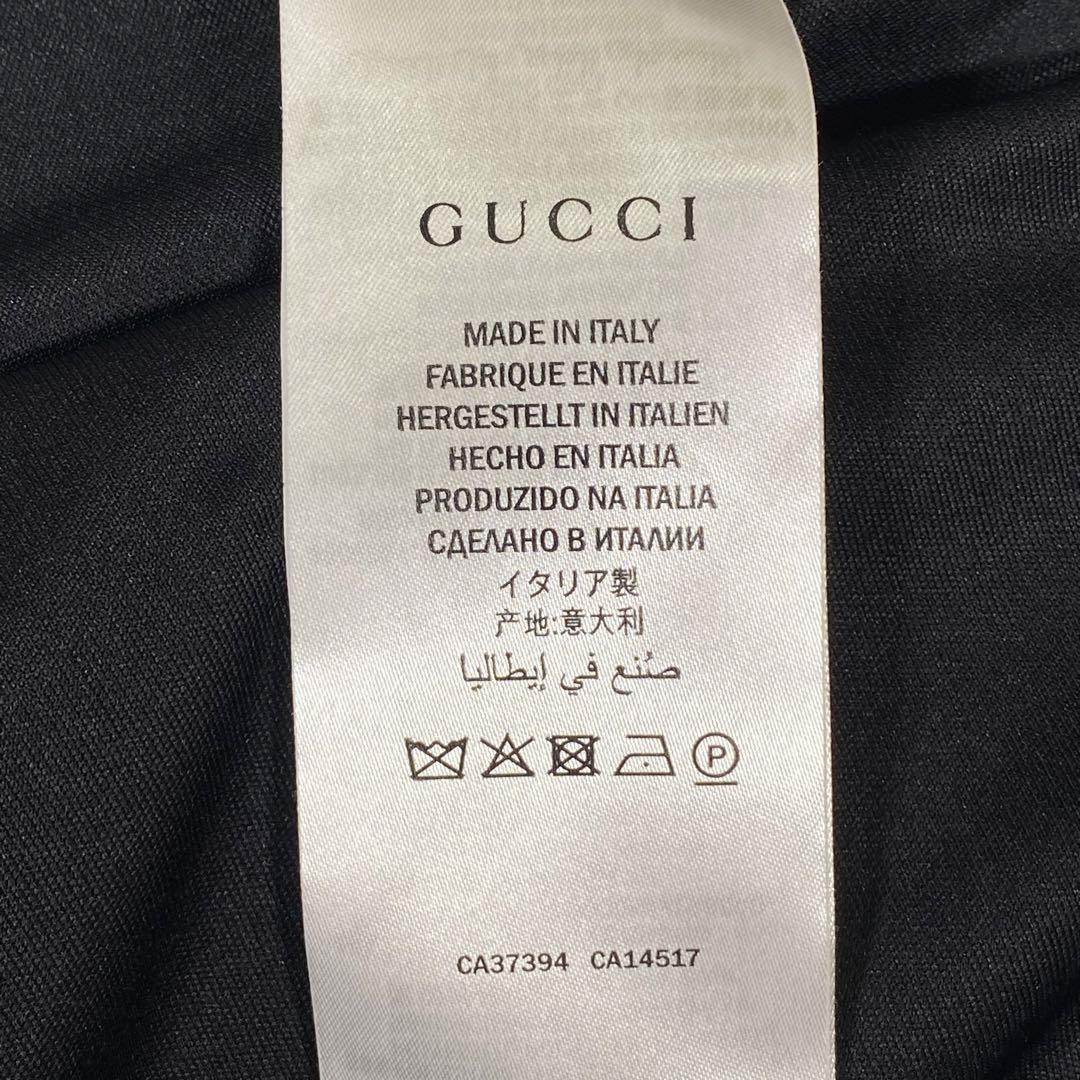 GUCCI
MADE IN ITALY
FABRIQUE EN ITALIE
HERGESTELLT IN ITALIEN
HECHO EN ITALIA
PRODUZIDO NA ITALIA
СДЕЛАНО В ИТАЛИИ
イタリア製
产地:意大利
صُنع في إيطاليا
P
CA37394 CA14517